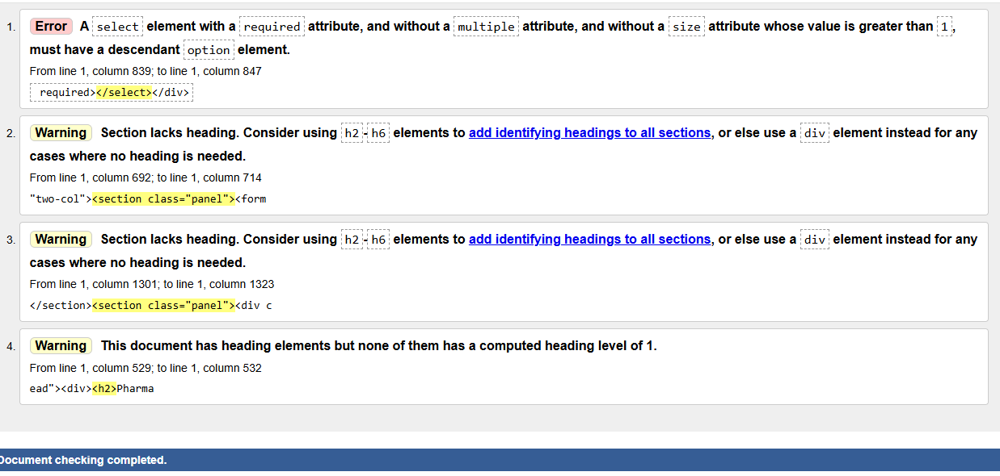 1. Error A select element with a required attribute, and without a multiple attribute, and without a size attribute whose value is greater than 1,
must have a descendant option element.
From line 1, column 839; to line 1, column 847
required></select></div>
2. Warning Section lacks heading. Consider using h2-h6 elements to add identifying headings to all sections, or else use a div element instead for any
cases where no heading is needed.
From line 1, column 692; to line 1, column 714
"two-col"><section class="panel"><form
3. Warning Section lacks heading. Consider using h2-h6 elements to add identifying headings to all sections, or else use a div element instead for any
cases where no heading is needed.
From line 1, column 1301; to line 1, column 1323
</section><section class="panel"><div c
4. Warning This document has heading elements but none of them has a computed heading level of 1.
From line 1, column 529; to line 1, column 532
ead"><div><h2>Pharma
Document checking completed.